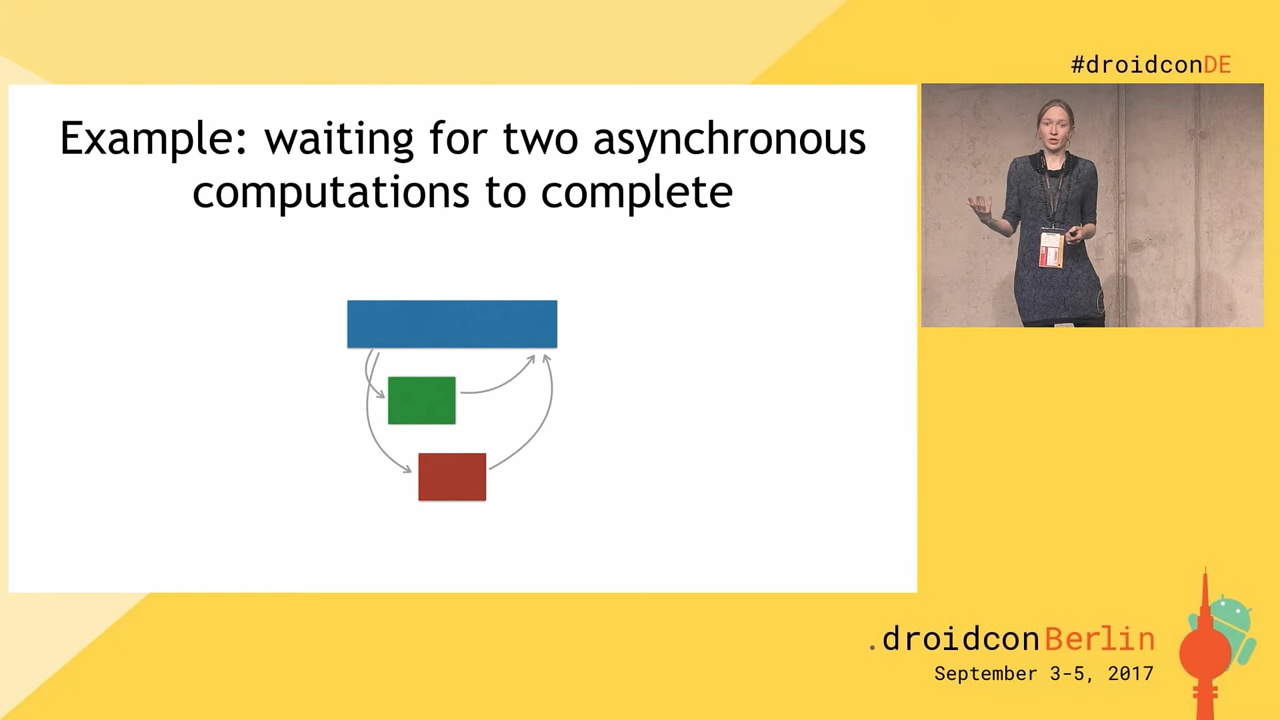 #droidconDE
Example: waiting for two asynchronous
computations to complete
.droidconBerlin
September 3-5, 2017